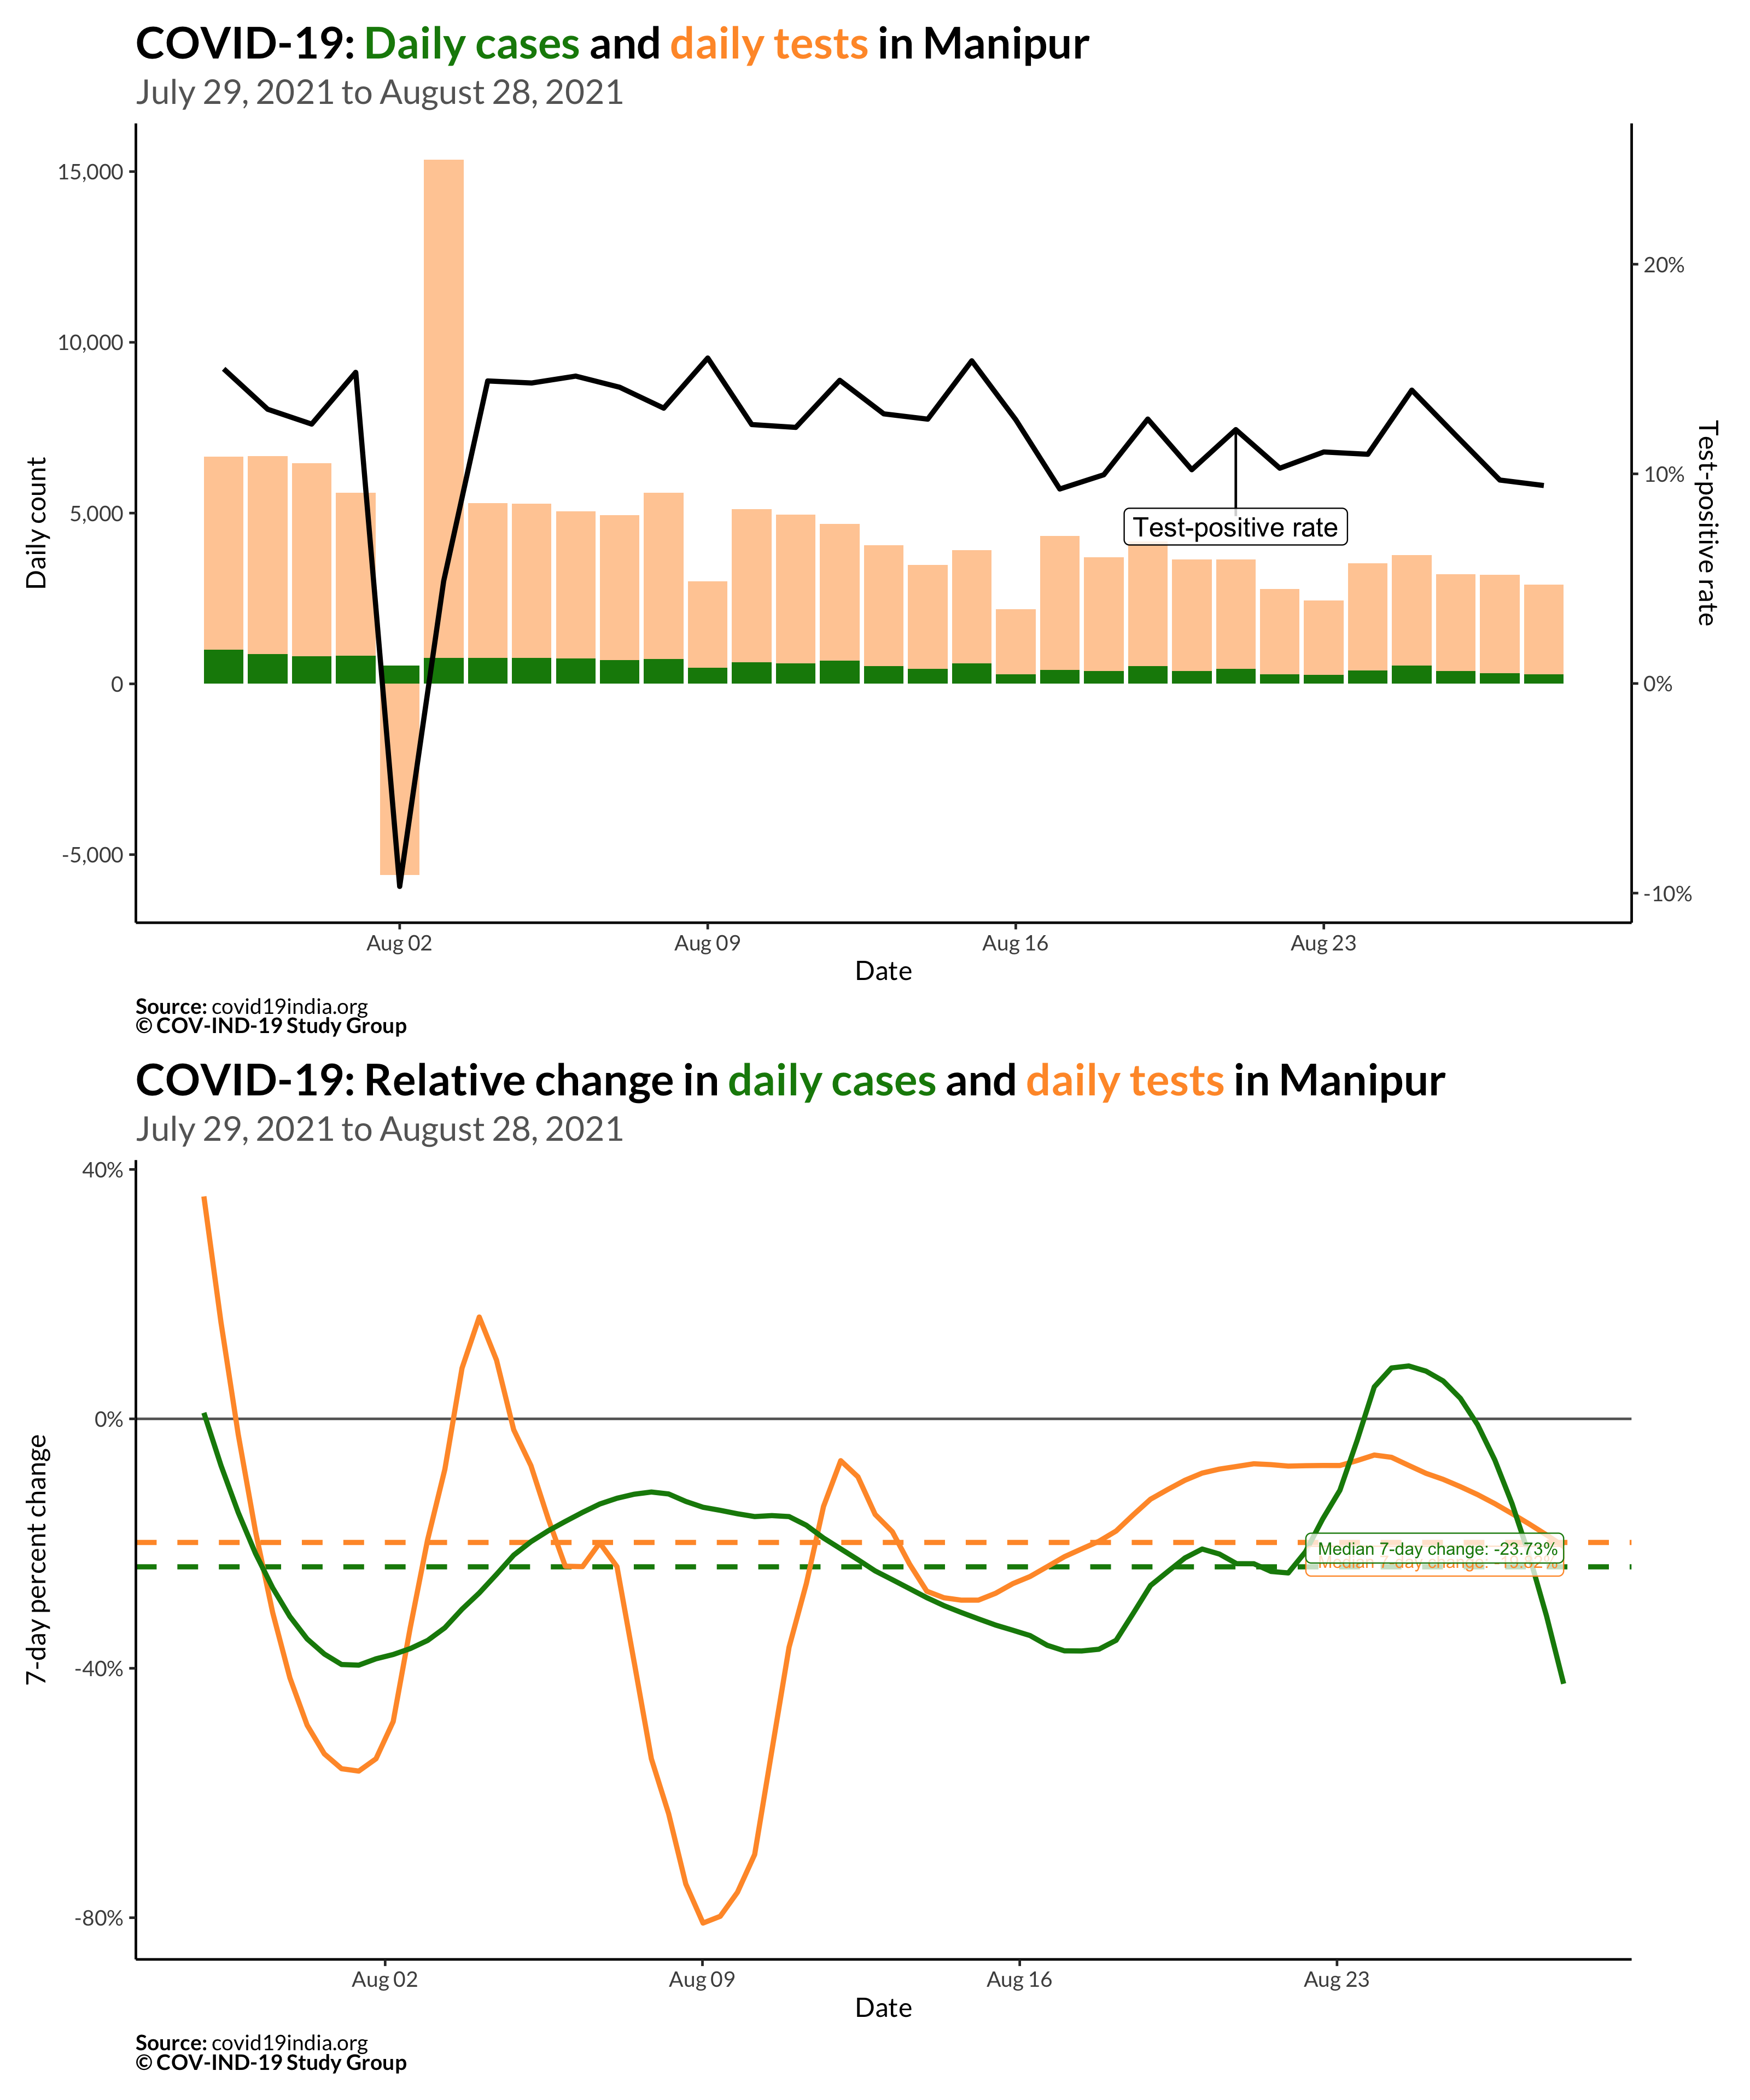 COVID-19: Daily cases and daily tests in Manipur
July 29, 2021 to August 28, 2021
15,000
10,000
5,000
0
-5,000
Daily count
20%
10%
0%
-10%
Test-positive rate
Test-positive rate
Aug 02
Aug 09
Aug 16
Aug 23
Date
Source: covid19india.org
© COV-IND-19 Study Group
COVID-19: Relative change in daily cases and daily tests in Manipur
July 29, 2021 to August 28, 2021
40%
0%
-40%
-80%
7-day percent change
Median 7-day change: -23.73%
Median 7-day change:
Aug 02
Aug 09
Aug 16
Aug 23
Date
Source: covid19india.org
© COV-IND-19 Study Group